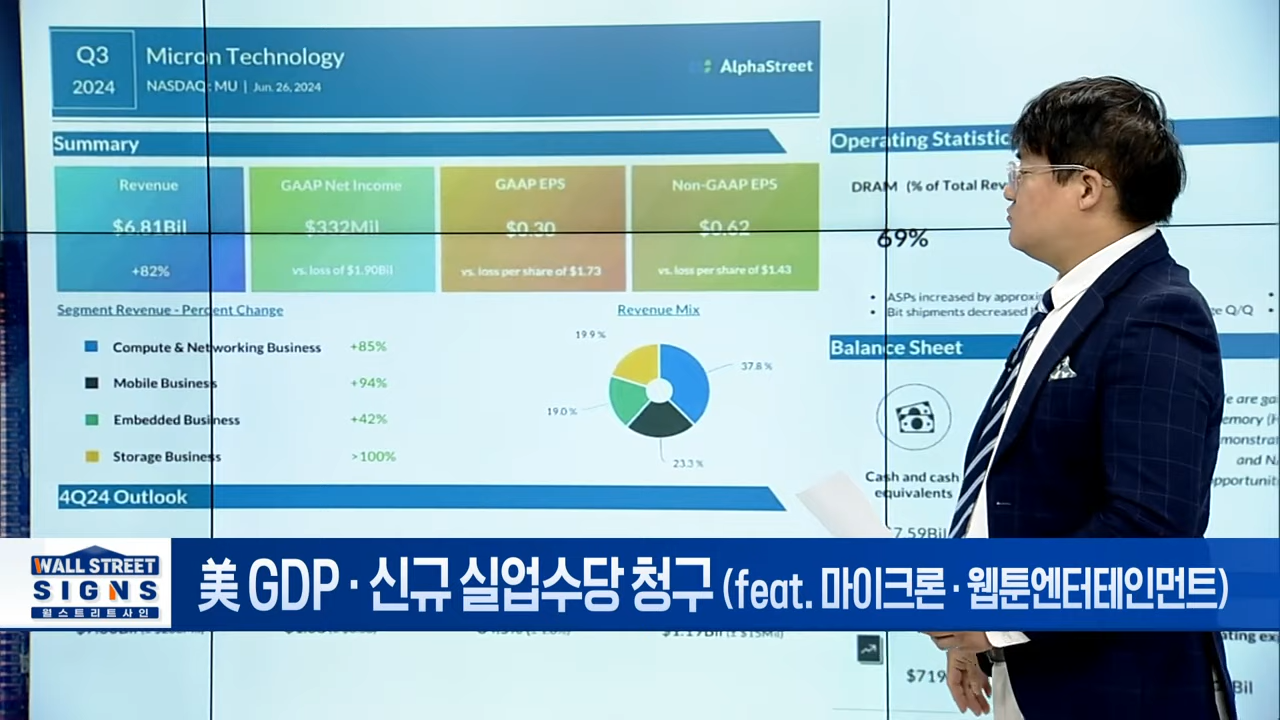 Q3
2024
Micron Technology
NASDAQ: MU | Jun. 26, 2024
AlphaStreet
Summary
Revenue
$6.81Bil
+82%
GAAP Net Income
$332Mil
vs. loss of $1.90Bil
GAAP EPS
$0.30
vs. loss per share of $1.73
Non-GAAP EPS
$0.62
vs. loss per share of $1.43
Segment Revenue - Percent Change
Compute & Networking Business +85%
Mobile Business +94%
Embedded Business +42%
Storage Business >100%
Revenue Mix
19.9 %
37.8 %
19.0 %
23.3 %
4Q24 Outlook
Operating
DRAM (% of Total
69%
• ASPs increased by
• Bit shipments decreased
Q/Q
Balance Sheet
Cash and cash
equivalents
and
WALL STREET
SIGNS
월스트리트사인
美 GDP · 신규 실업수당 청구 (feat. 마이크론 · 웹툰엔터테인먼트)